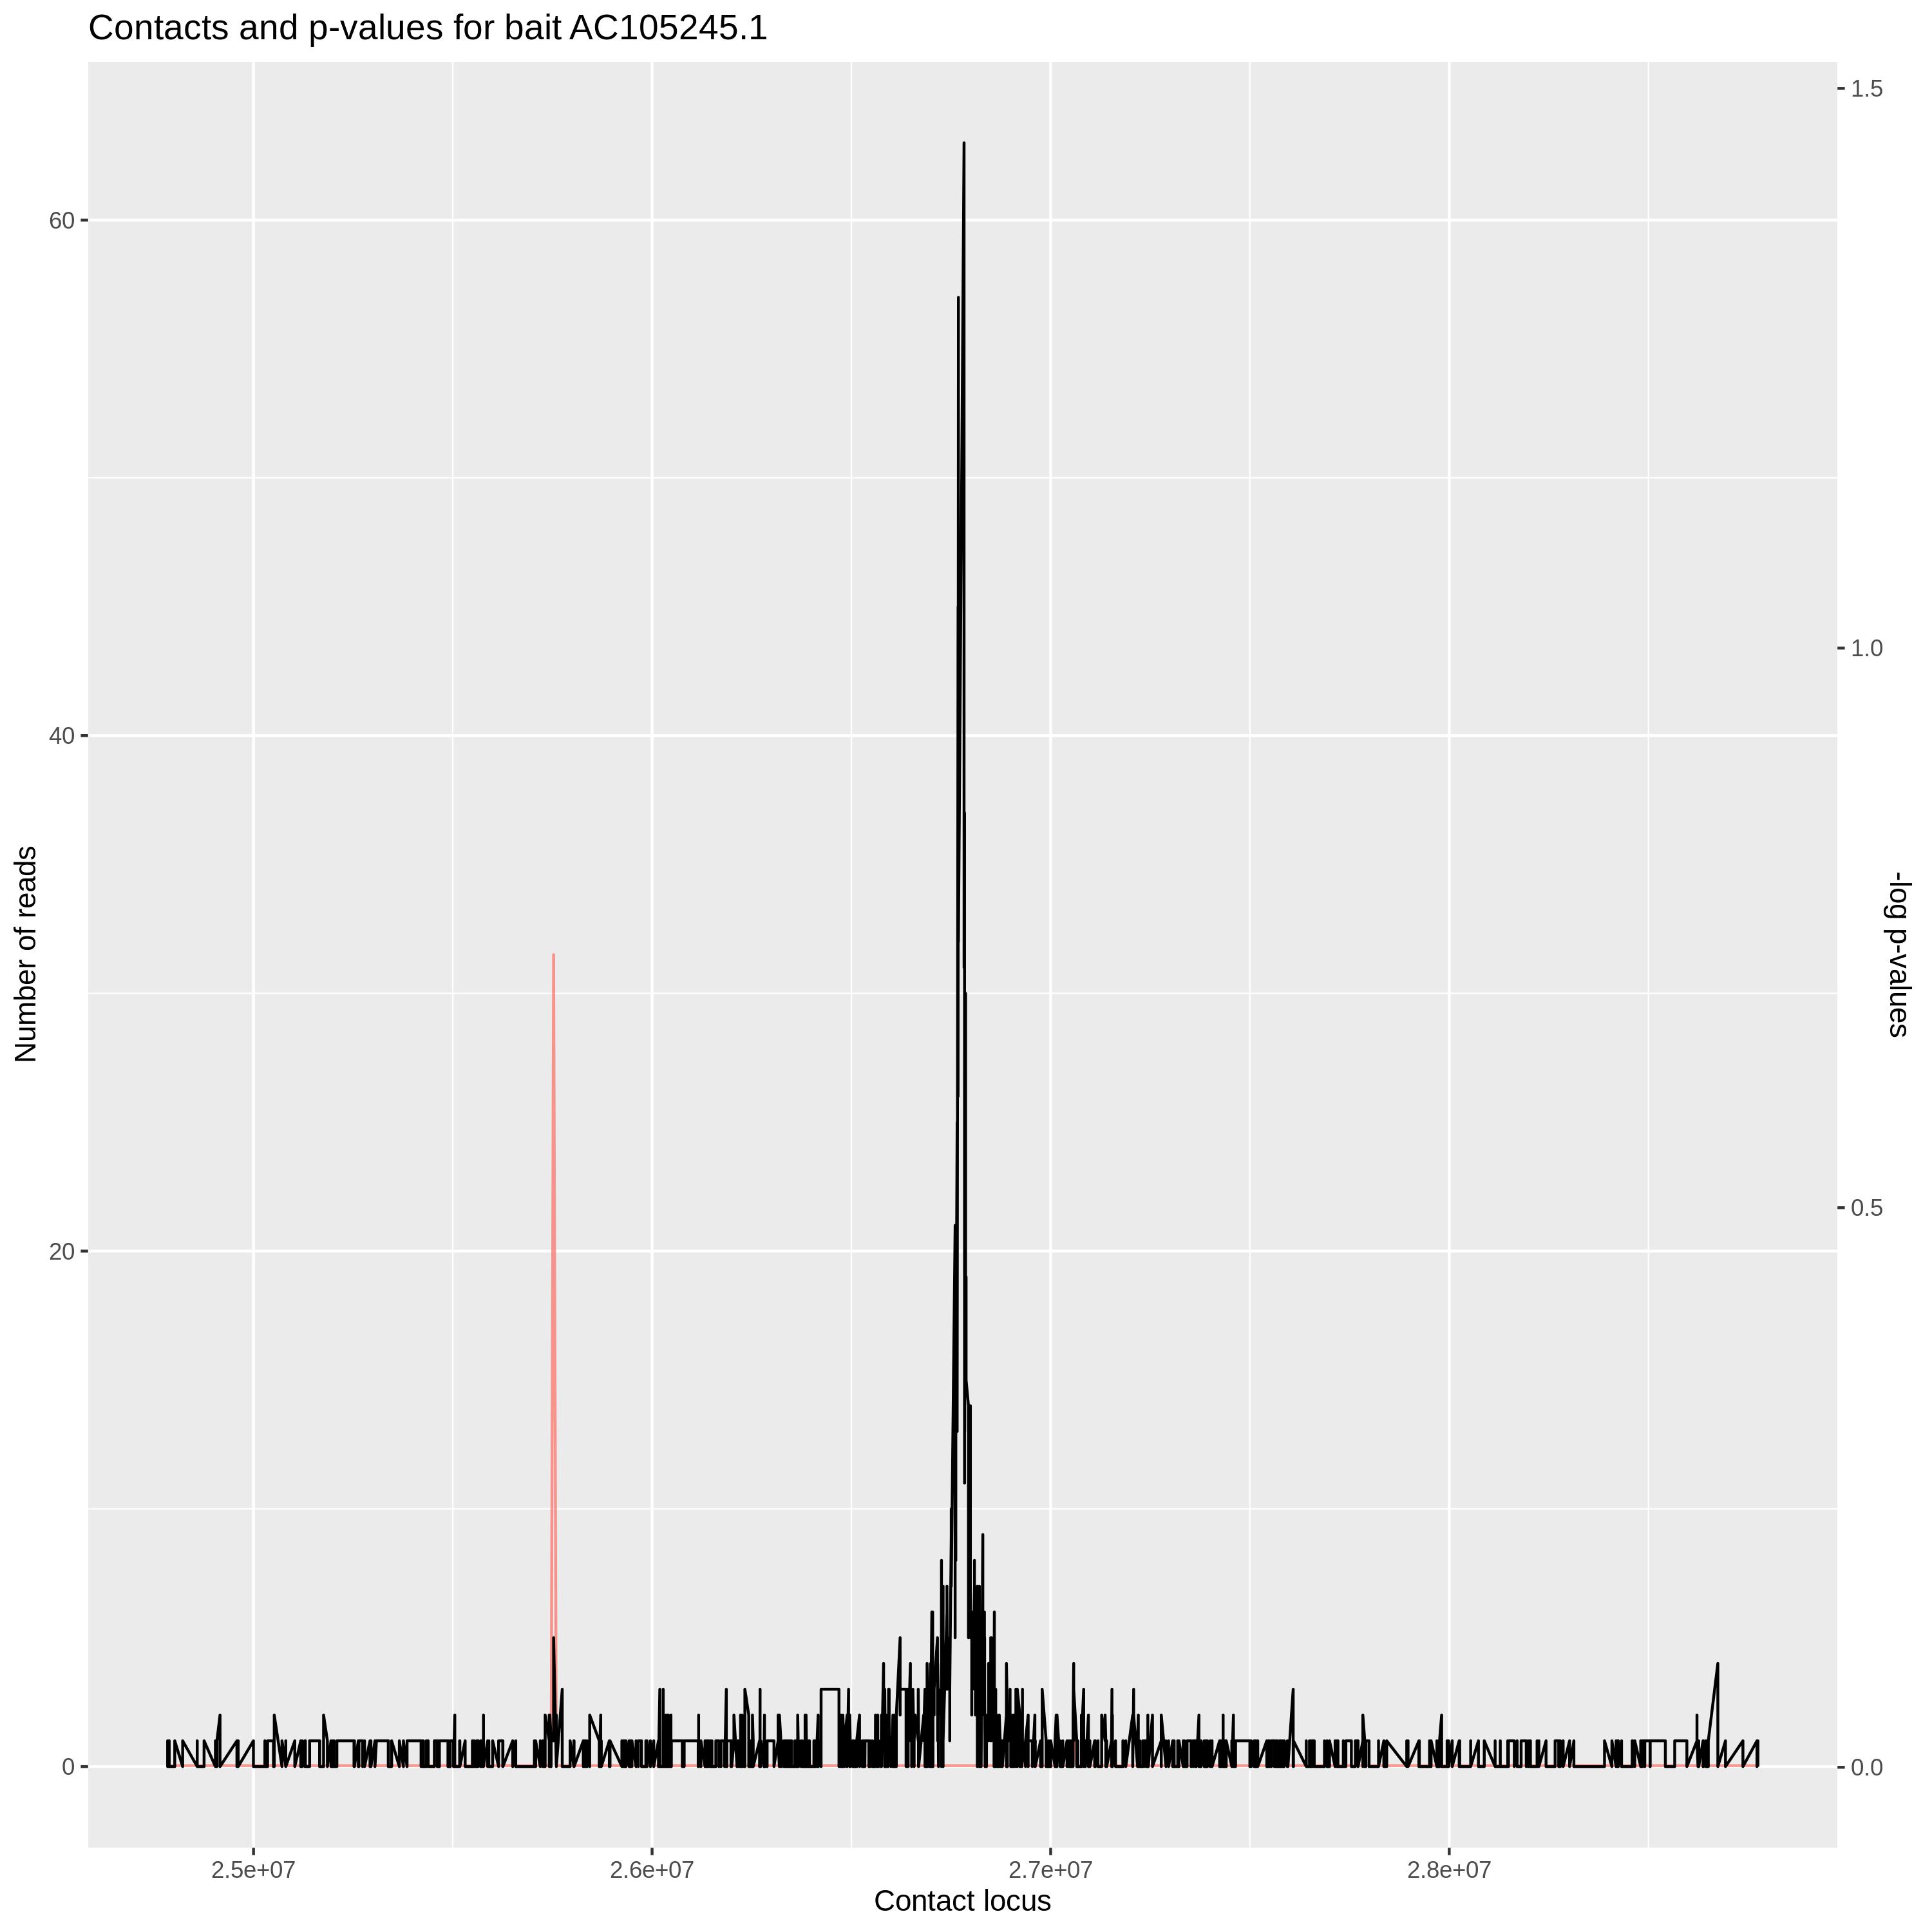 Contacts and p-values for bait AC105245.1
1.5
60
1.0
40
Number of reads
-log p-values
0.5
20
0
0.0
2.5e+07 2.6e+07 2.7e+07 2.8e+07
Contact locus